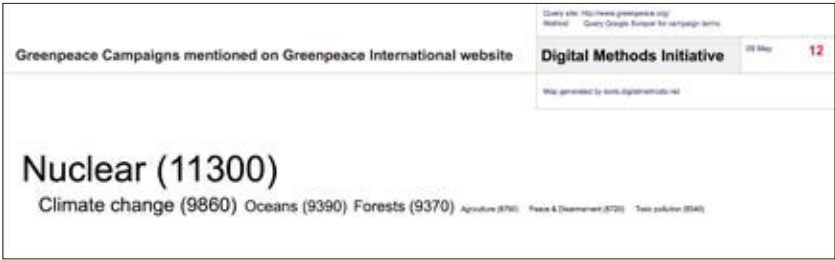 Query site: http://www.greenpeace.org/
Method: Query Google Scraper for campaign terms
Greenpeace Campaigns mentioned on Greenpeace International website
Digital Methods Initiative
09 May
12
Map generated by tools.digitalmethods.net
Nuclear (11300)
Climate change (9860) Oceans (9390) Forests (9370) Agriculture Peace & Disarmament (8720) Toxic pollution